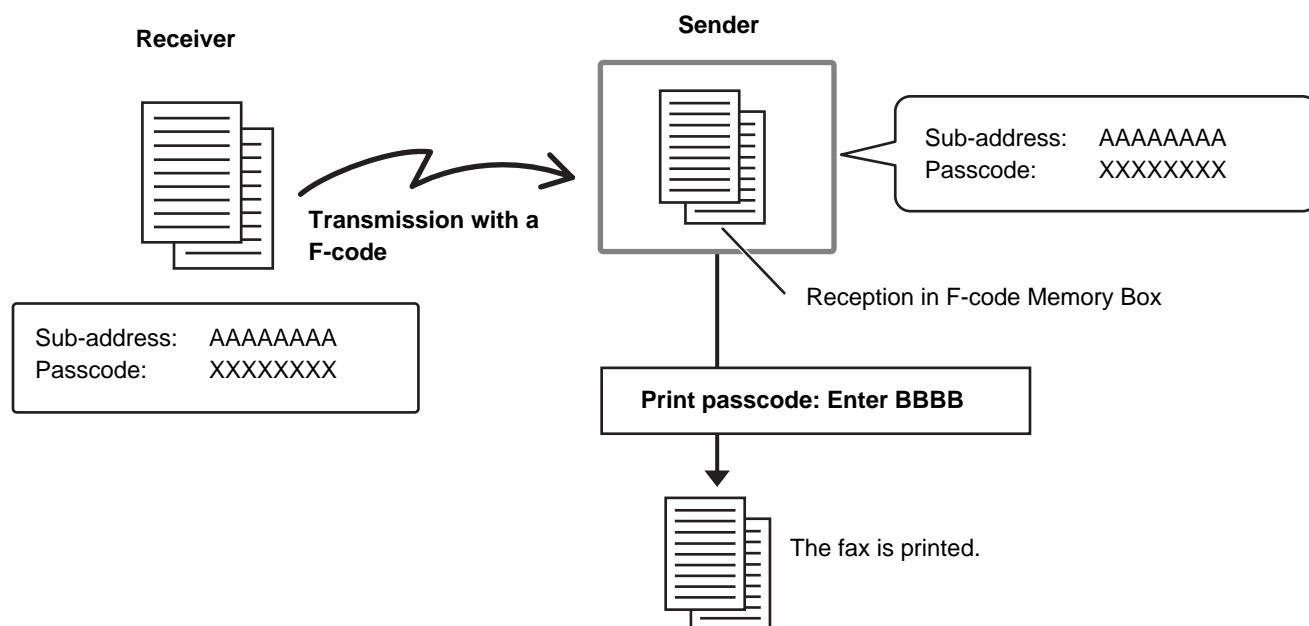 Receiver
Sender
Sub-address: AAAAAAAA
Passcode: XXXXXXXX
Transmission with a
F-code
Reception in F-code Memory Box
Sub-address: AAAAAAAA
Passcode: XXXXXXXX
Print passcode: Enter BBBB
The fax is printed.